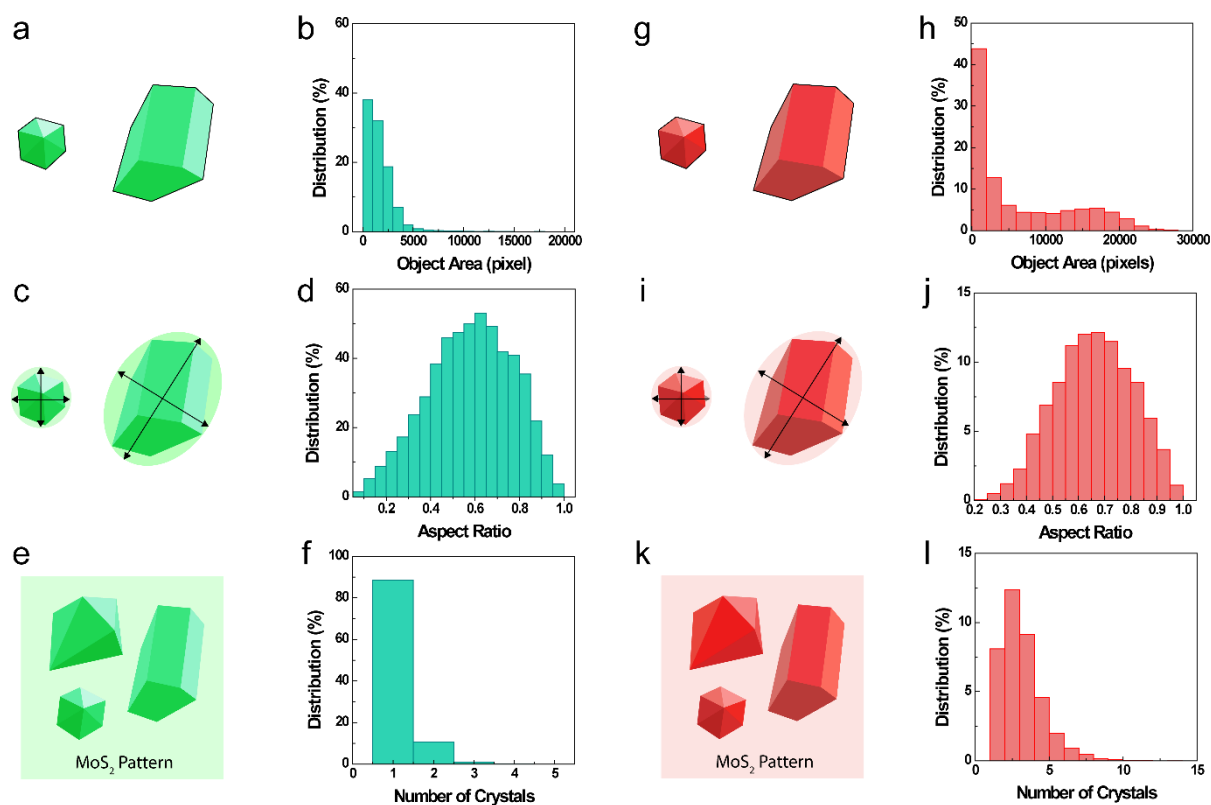 a
b
60
40
20
0
Distribution (%)
0 5000 10000 15000 20000
Object Area (pixel)
g
h
50
40
30
20
10
0
Distribution (%)
0 10000 20000 30000
Object Area (pixels)
c
d
60
40
20
0
Distribution (%)
0.2 0.4 0.6 0.8 1.0
Aspect Ratio
i
j
15
10
5
0
Distribution (%)
0.2 0.3 0.4 0.5 0.6 0.7 0.8 0.9 1.0
Aspect Ratio
e
MoS₂ Pattern
f
100
80
60
40
20
0
Distribution (%)
0 1 2 3 4 5
Number of Crystals
k
MoS₂ Pattern
l
15
10
5
0
Distribution (%)
0 5 10 15
Number of Crystals